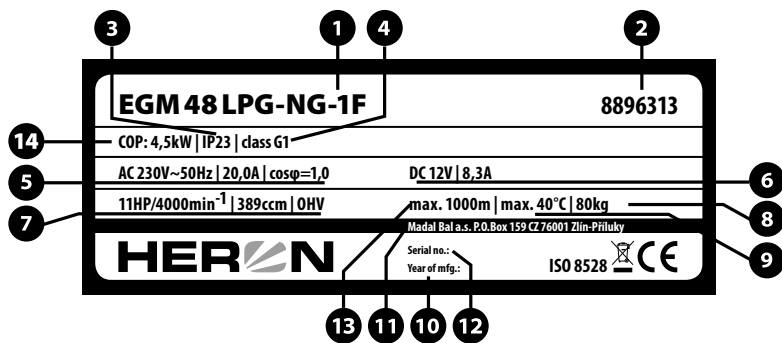 3 1 4 2
EGM 48 LPG-NG-1F 8896313
14 COP: 4,5kW | IP23 | class G1
5 AC 230V~50Hz | 20,0A | cosφ=1,0 DC 12V | 8,3A 6
7 11HP/4000min⁻¹ | 389ccm | OHV max. 1000m | max. 40°C | 80kg 8
Madal Bal a.s. P.O.Box 159 CZ 76001 Zlín-Příluky
9
HERON Serial no.: ISO 8528 CE
Year of mfg.:
13 11 10 12